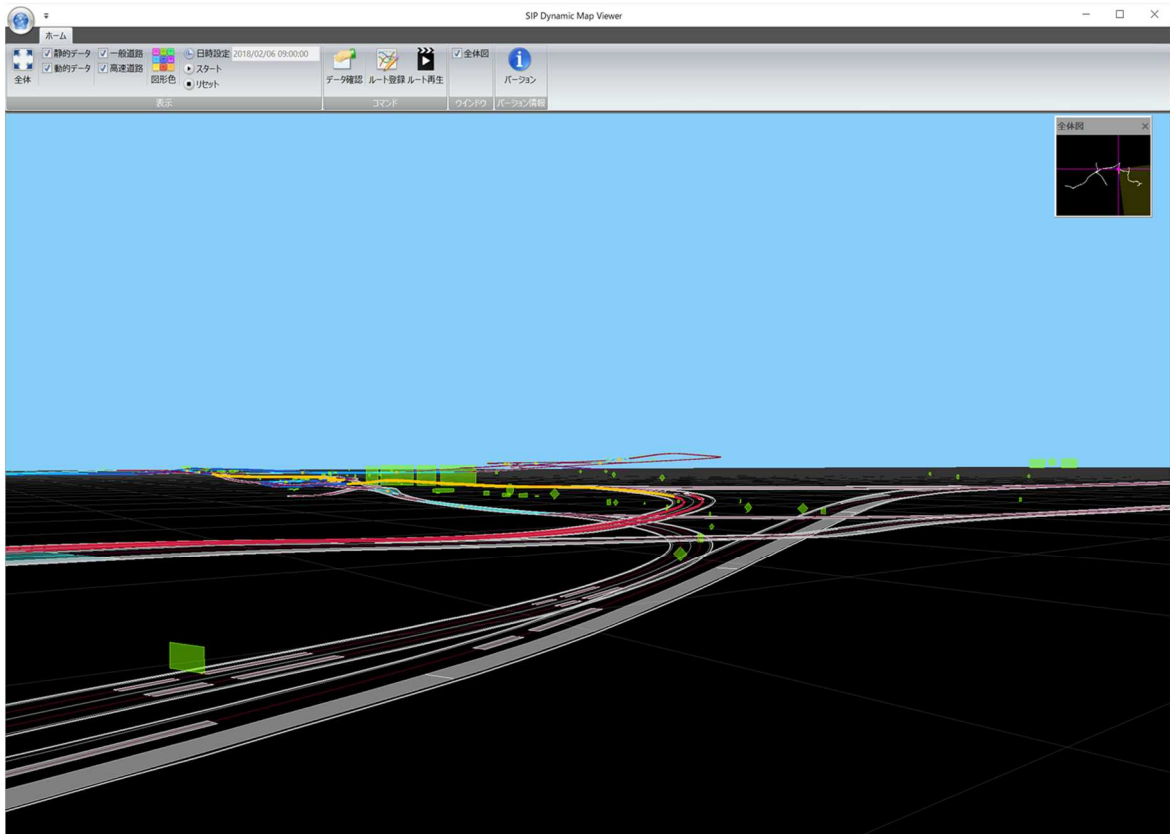 SIP Dynamic Map Viewer
ホーム
全体
静的データ
動的データ
一般道路
高速道路
図形色
日時設定 2018/02/06 09:00:00
スタート
リセット
表示
データ確認
ルート登録
ルート再生
コマンド
全体図
ウインドウ
バージョン
バージョン情報
全体図